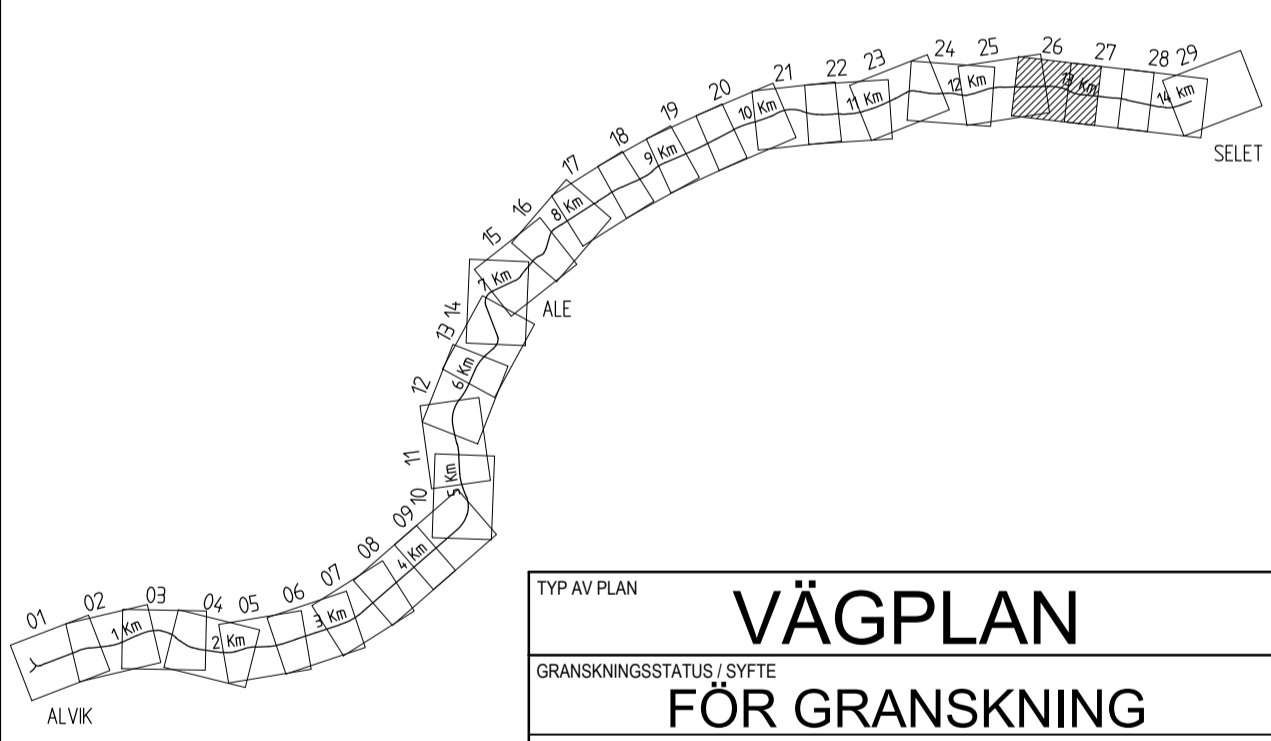 01
02
03
04
05
06
07
08
09
10
11
12
13
14
15
16
17
18
19
20
21
22
23
24
25
26
27
28
29
1 Km
2 Km
3 Km
4 Km
5 Km
6 Km
7 Km
8 Km
9 Km
10 Km
11 Km
12 Km
13 Km
14 Km
ALVIK
ALE
SELET
TYP AV PLAN
VÄGPLAN
GRANSKNINGSSTATUS / SYFTE
FÖR GRANSKNING